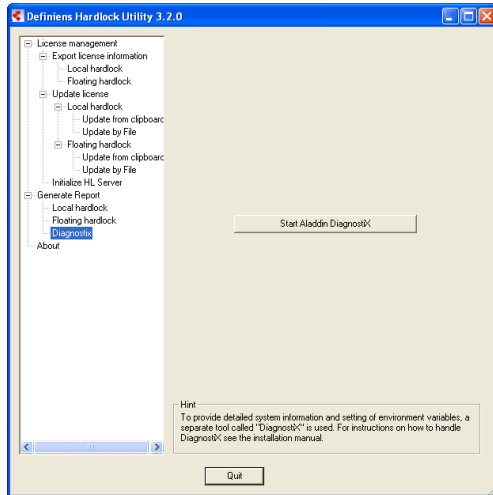 Definiens Hardlock Utility 3.2.0
License management
Export license information
Local hardlock
Floating hardlock
Update license
Local hardlock
Update from clipboarc
Update by File
Floating hardlock
Update from clipboarc
Update by File
Initialize HL Server
Generate Report
Local hardlock
Floating hardlock
Diagnostix
About
Start Aladdin DiagnostiX
Hint
To provide detailed system information and setting of environment variables, a
separate tool called "DiagnostiX" is used. For instructions on how to handle
DiagnostiX see the installation manual.
Quit